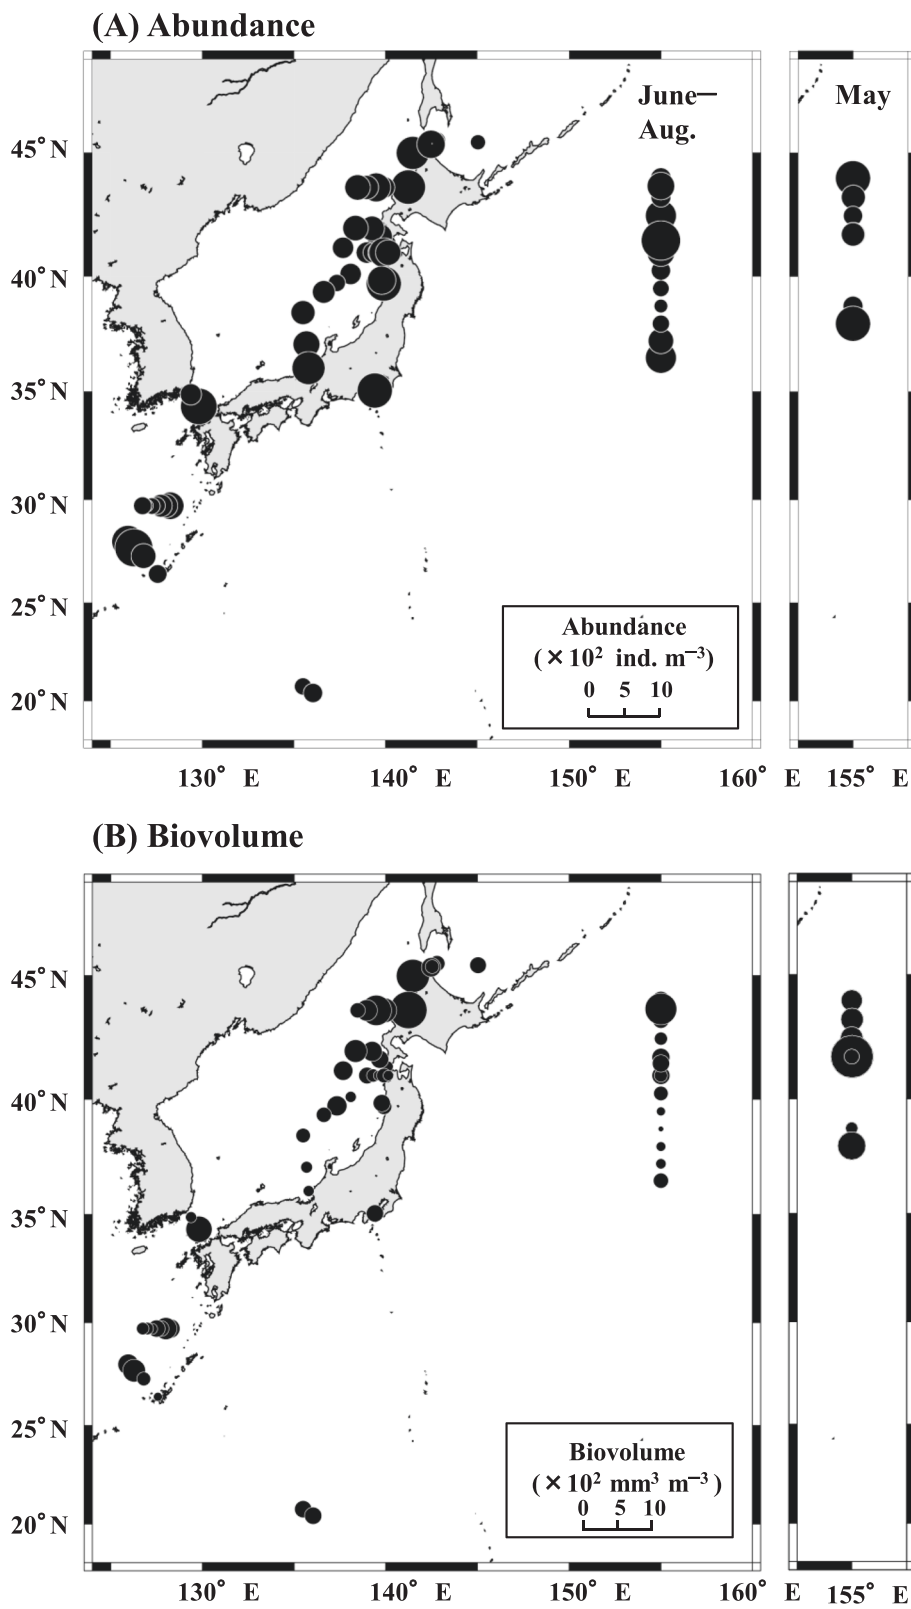 (A) Abundance
June–
Aug.
May
45° N
40° N
35° N
30° N
25° N
20° N
Abundance
(×10² ind. m⁻³)
0 5 10
130° E 140° E 150° E 160° E 155° E
(B) Biovolume
45° N
40° N
35° N
30° N
25° N
20° N
Biovolume
(×10² mm³ m⁻³)
0 5 10
130° E 140° E 150° E 160° E 155° E